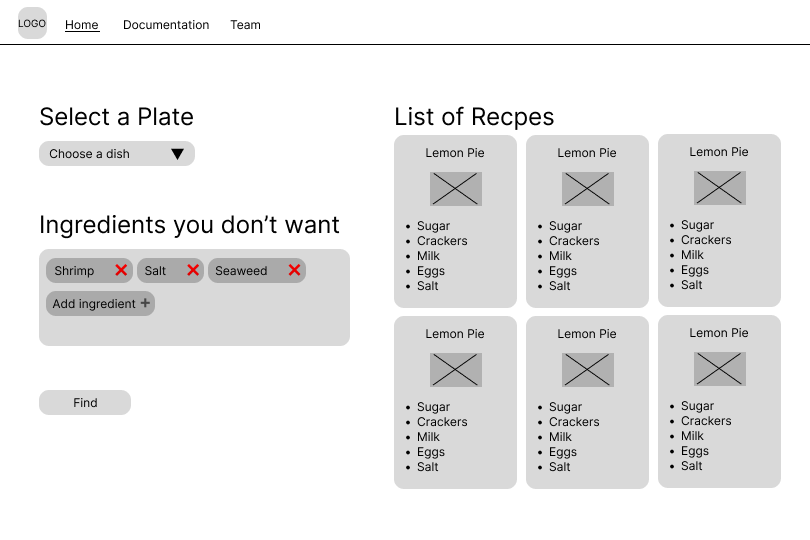 LOGO
Home
Documentation
Team
Select a Plate
Choose a dish
Ingredients you don’t want
Shrimp
Salt
Seaweed
Add ingredient +
Find
List of Recpes
Lemon Pie
• Sugar
• Crackers
• Milk
• Eggs
• Salt
Lemon Pie
• Sugar
• Crackers
• Milk
• Eggs
• Salt
Lemon Pie
• Sugar
• Crackers
• Milk
• Eggs
• Salt
Lemon Pie
• Sugar
• Crackers
• Milk
• Eggs
• Salt
Lemon Pie
• Sugar
• Crackers
• Milk
• Eggs
• Salt
Lemon Pie
• Sugar
• Crackers
• Milk
• Eggs
• Salt